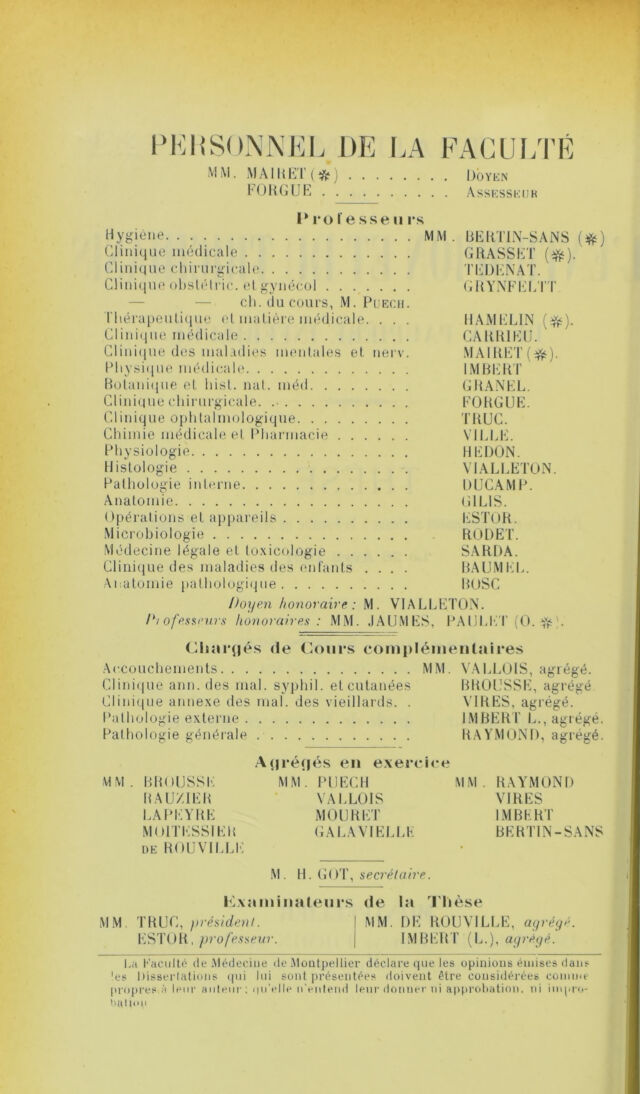 PERSONNEL DE LA FACULTÉ
MM. MAIRET (✻) . . . . . . . . DOYEN
FORGUE . . . . . . . . . . ASSESSEUR
Professeurs
Hygiène. . . . . . . . . . . . . . . . . . . MM. BERTIN-SANS (✻)
Clinique médicale . . . . . . . . . . . . . GRASSET (✻).
Clinique chirurgicale. . . . . . . . . . . . TEDENAT.
Clinique obstétric. et gynécol . . . . . . . GRYNFELTT
— — ch. du cours, M. PUECH.
Thérapeutique et matière médicale. . . . HAMELIN (✻).
Clinique médicale . . . . . . . . . . . . . CARRIEU.
Clinique des maladies mentales et nerv. MAIRET (✻).
Physique médicale. . . . . . . . . . . . . IMBERT
Botanique et hist. nat. méd. . . . . . . . GRANEL.
Clinique chirurgicale. . . . . . . . . . . . FORGUE.
Clinique ophtalmologique. . . . . . . . . TRUC.
Chimie médicale et Pharmacie . . . . . . VILLE.
Physiologie. . . . . . . . . . . . . . . . HEDON.
Histologie . . . . . . . . . . . . . . . . VIALLETON.
Pathologie interne. . . . . . . . . . . . . DUCAMP.
Anatomie. . . . . . . . . . . . . . . . . GILIS.
Opérations et appareils . . . . . . . . . . ESTOR.
Microbiologie . . . . . . . . . . . . . . . RODET.
Médecine légale et toxicologie . . . . . . SARDA.
Clinique des maladies des enfants . . . . BAUMEL.
Anatomie pathologique . . . . . . . . . . BOSC
Doyen honoraire : M. VIALLETON.
Professeurs honoraires : MM. JAUMES, PAULET (O. ✻).
Chargés de Cours complémentaires
Accouchements. . . . . . . . . . . . . . . MM. VALLOIS, agrégé.
Clinique ann. des mal. syphil. et cutanées BROUSSE, agrégé
Clinique annexe des mal. des vieillards. . VIRES, agrégé.
Pathologie externe . . . . . . . . . . . . . IMBERT L., agrégé.
Pathologie générale . . . . . . . . . . . . RAYMOND, agrégé.
Agrégés en exercice
MM. BROUSSE MM. PUECH MM. RAYMOND
RAUZIER VALLOIS VIRES
LAPEYRE MOURET IMBERT
MOITESSIER GALAVIELLE BERTIN-SANS
DE ROUVILLE
M. H. GOT, secrétaire.
Examinateurs de la Thèse
MM. TRUC, président. MM. DE ROUVILLE, agrégé.
ESTOR, professeur. IMBERT (L.), agrégé.
La Faculté de Médecine de Montpellier déclare que les opinions émises dans
les Dissertations qui lui sont présentées doivent être considérées comme
propres à leur auteur ; qu'elle n'entend leur donner ni approbation, ni impro-
bation